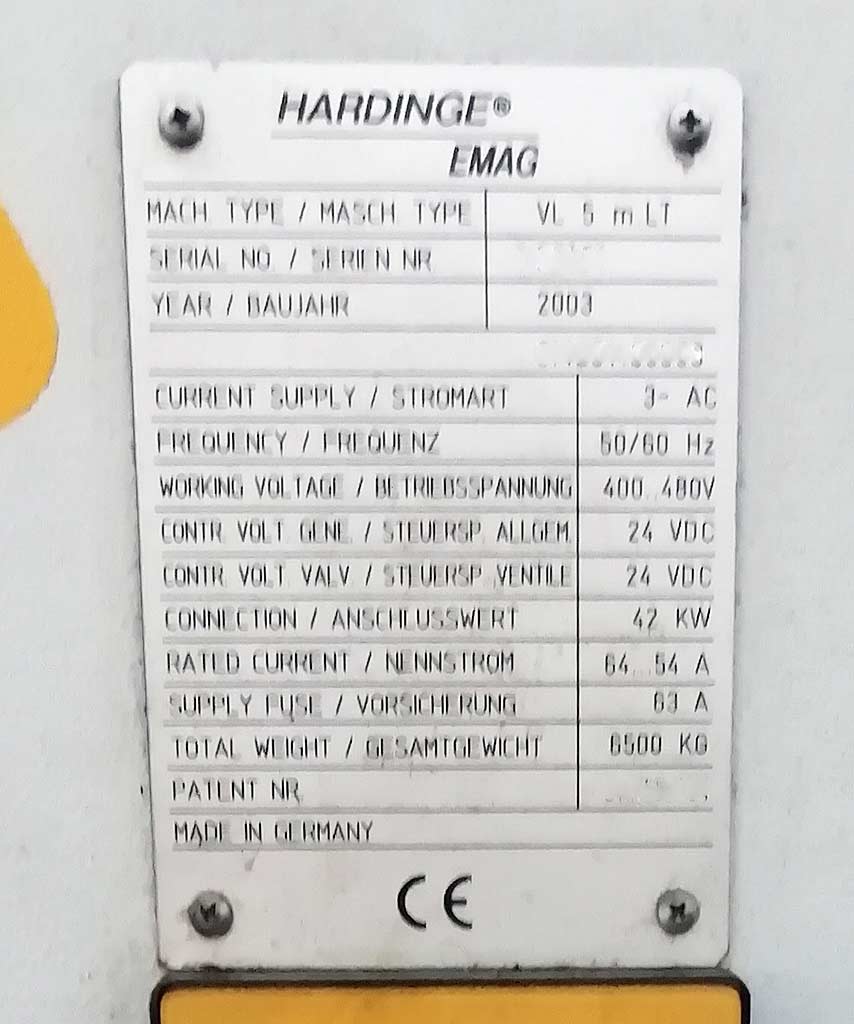 HARDINGE®
EMAG
MACH. TYPE / MASCH. TYPE VL 5 m LT
SERIAL NO. / SERIEN NR.
YEAR / BAUJAHR 2003
CURRENT SUPPLY / STROMART 3~ AC
FREQUENCY / FREQUENZ 50/60 Hz
WORKING VOLTAGE / BETRIEBSSPANNUNG 400...480V
CONTR. VOLT GENE. / STEUERSP. ALLGEM. 24 VDC
CONTR. VOLT VALV / STEUERSP. VENTILE 24 VDC
CONNECTION / ANSCHLUSSWERT 42 KW
RATED CURRENT / NENNSTROM 64...54 A
SUPPLY FUSE / VORSICHERUNG 63 A
TOTAL WEIGHT / GESAMTGEWICHT 6500 KG
PATENT NR.
MADE IN GERMANY
CE